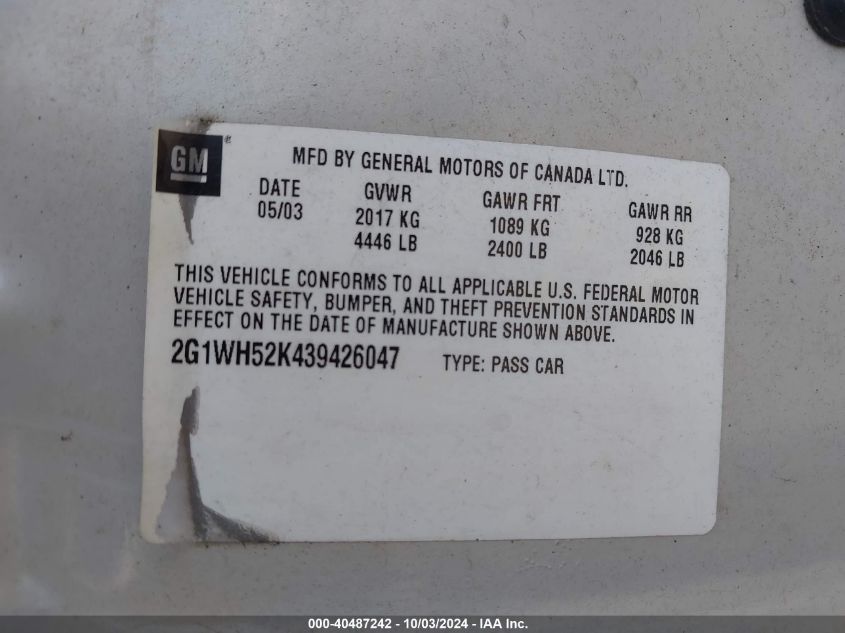 GM®
MFD BY GENERAL MOTORS OF CANADA LTD.
DATE GVWR GAWR FRT GAWR RR
05/03 2017 KG 1089 KG 928 KG
4446 LB 2400 LB 2046 LB
THIS VEHICLE CONFORMS TO ALL APPLICABLE U.S. FEDERAL MOTOR
VEHICLE SAFETY, BUMPER, AND THEFT PREVENTION STANDARDS IN
EFFECT ON THE DATE OF MANUFACTURE SHOWN ABOVE.
2G1WH52K439426047 TYPE: PASS CAR
000-40487242 - 10/03/2024 - IAA Inc.